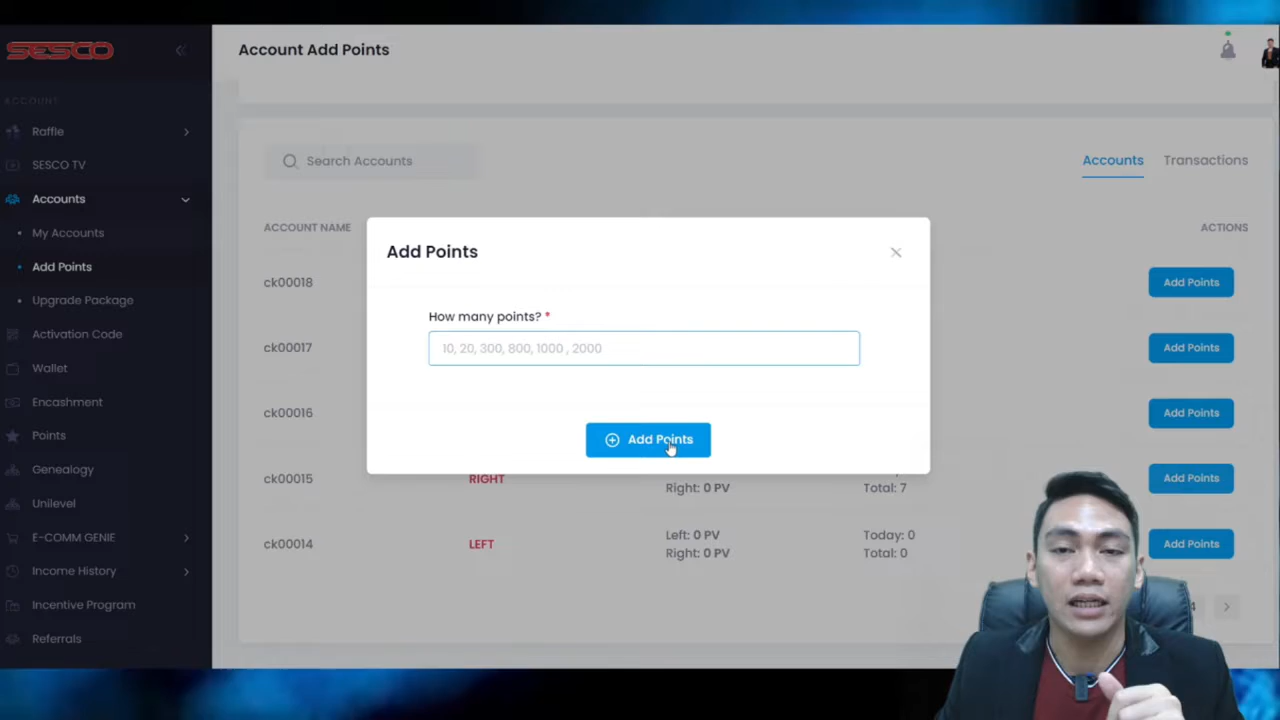 SESCO
Account Add Points
ACCOUNT
Raffle
SESCO TV
Accounts
My Accounts
Add Points
Upgrade Package
Activation Code
Wallet
Encashment
Points
Genealogy
Unilevel
E-COMM GENIE
Income History
Incentive Program
Referrals
Search Accounts
Accounts Transactions
ACCOUNT NAME ACTIONS
ck00018 Add Points
ck00017 Add Points
ck00016 Add Points
ck00015 RIGHT Right: 0 PV Total: 7 Add Points
ck00014 LEFT Left: 0 PV Today: 0 Add Points
Right: 0 PV Total: 0
Add Points
How many points? *
10, 20, 300, 800, 1000 , 2000
Add Points